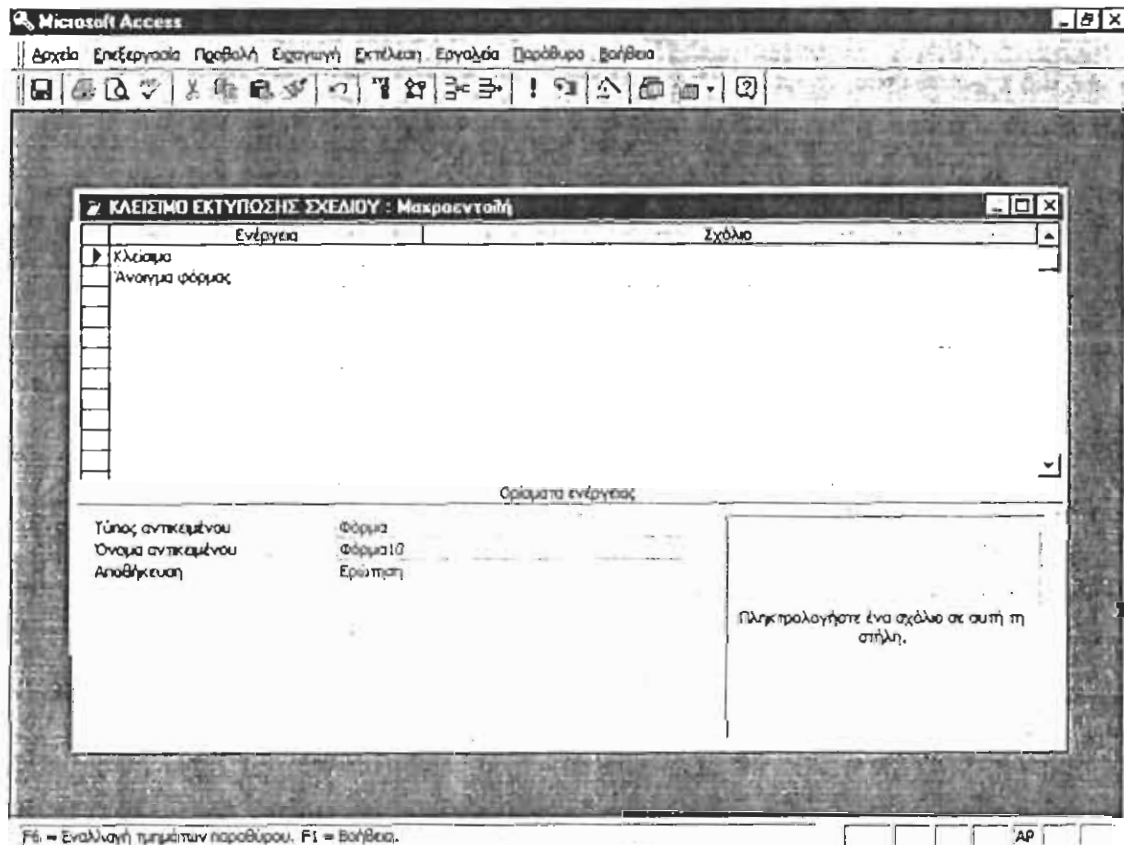 Microsoft Access
Αρχείο Επεξεργασία Προβολή Εισαγωγή Εκτέλεση Εργαλεία Παράθυρο Βοήθεια
ΚΛΕΙΣΙΜΟ ΕΚΤΥΠΩΣΗΣ ΣΧΕΔΙΟΥ : Μακροεντολή
Ενέργεια Σχόλιο
Κλείσιμο
Άνοιγμα φόρμας
Ορίσματα ενέργειας
Τύπος αντικειμένου Φόρμα
Όνομα αντικειμένου Φόρμα10
Αποθήκευση Ερώτηση
Πληκτρολογήστε ένα σχόλιο σε αυτή τη
στήλη.
F6 = Εναλλαγή τμημάτων παραθύρου. F1 = Βοήθεια.
ΑΡ